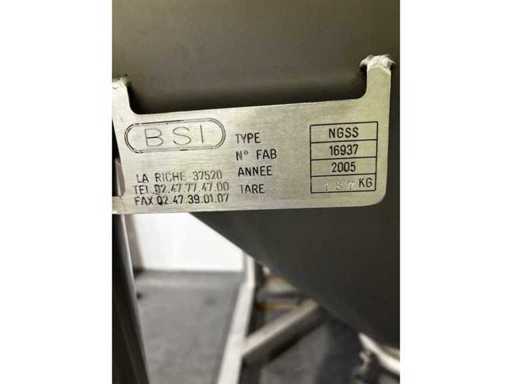 BSI
TYPE NGSS
N° FAB 16937
ANNEE 2005
TARE KG
LA RICHE 37520
TEL.02.47.77.47.00
FAX 02.47.39.01.07